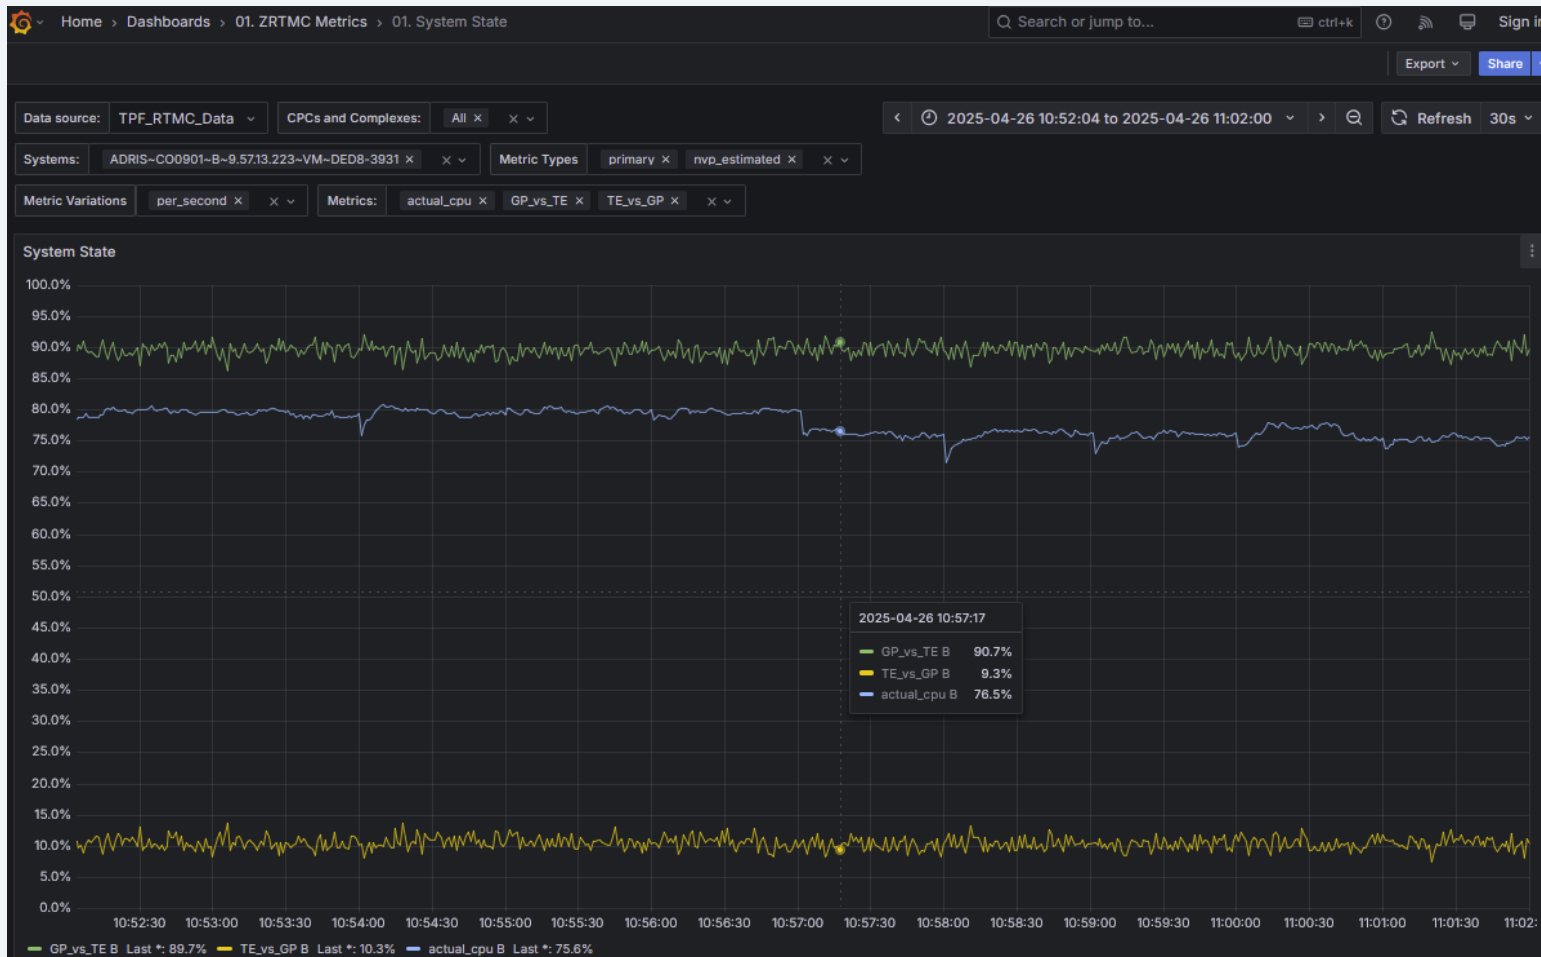 Home › Dashboards › 01. ZRTMC Metrics › 01. System State
Search or jump to...
ctrl+k
Sign in
Export
Share
Data source: TPF_RTMC_Data
CPCs and Complexes: All
2025-04-26 10:52:04 to 2025-04-26 11:02:00
Refresh 30s
Systems: ADRIS~CO0901~B~9.57.13.223~VM~DED8-3931
Metric Types primary nvp_estimated
Metric Variations per_second
Metrics: actual_cpu GP_vs_TE TE_vs_GP
System State
100.0%
95.0%
90.0%
85.0%
80.0%
75.0%
70.0%
65.0%
60.0%
55.0%
50.0%
45.0%
40.0%
35.0%
30.0%
25.0%
20.0%
15.0%
10.0%
5.0%
0.0%
2025-04-26 10:57:17
GP_vs_TE B 90.7%
TE_vs_GP B 9.3%
actual_cpu B 76.5%
10:52:30 10:53:00 10:53:30 10:54:00 10:54:30 10:55:00 10:55:30 10:56:00 10:56:30 10:57:00 10:57:30 10:58:00 10:58:30 10:59:00 10:59:30 11:00:00 11:00:30 11:01:00 11:01:30 11:02:
GP_vs_TE B Last *: 89.7% TE_vs_GP B Last *: 10.3% actual_cpu B Last *: 75.6%